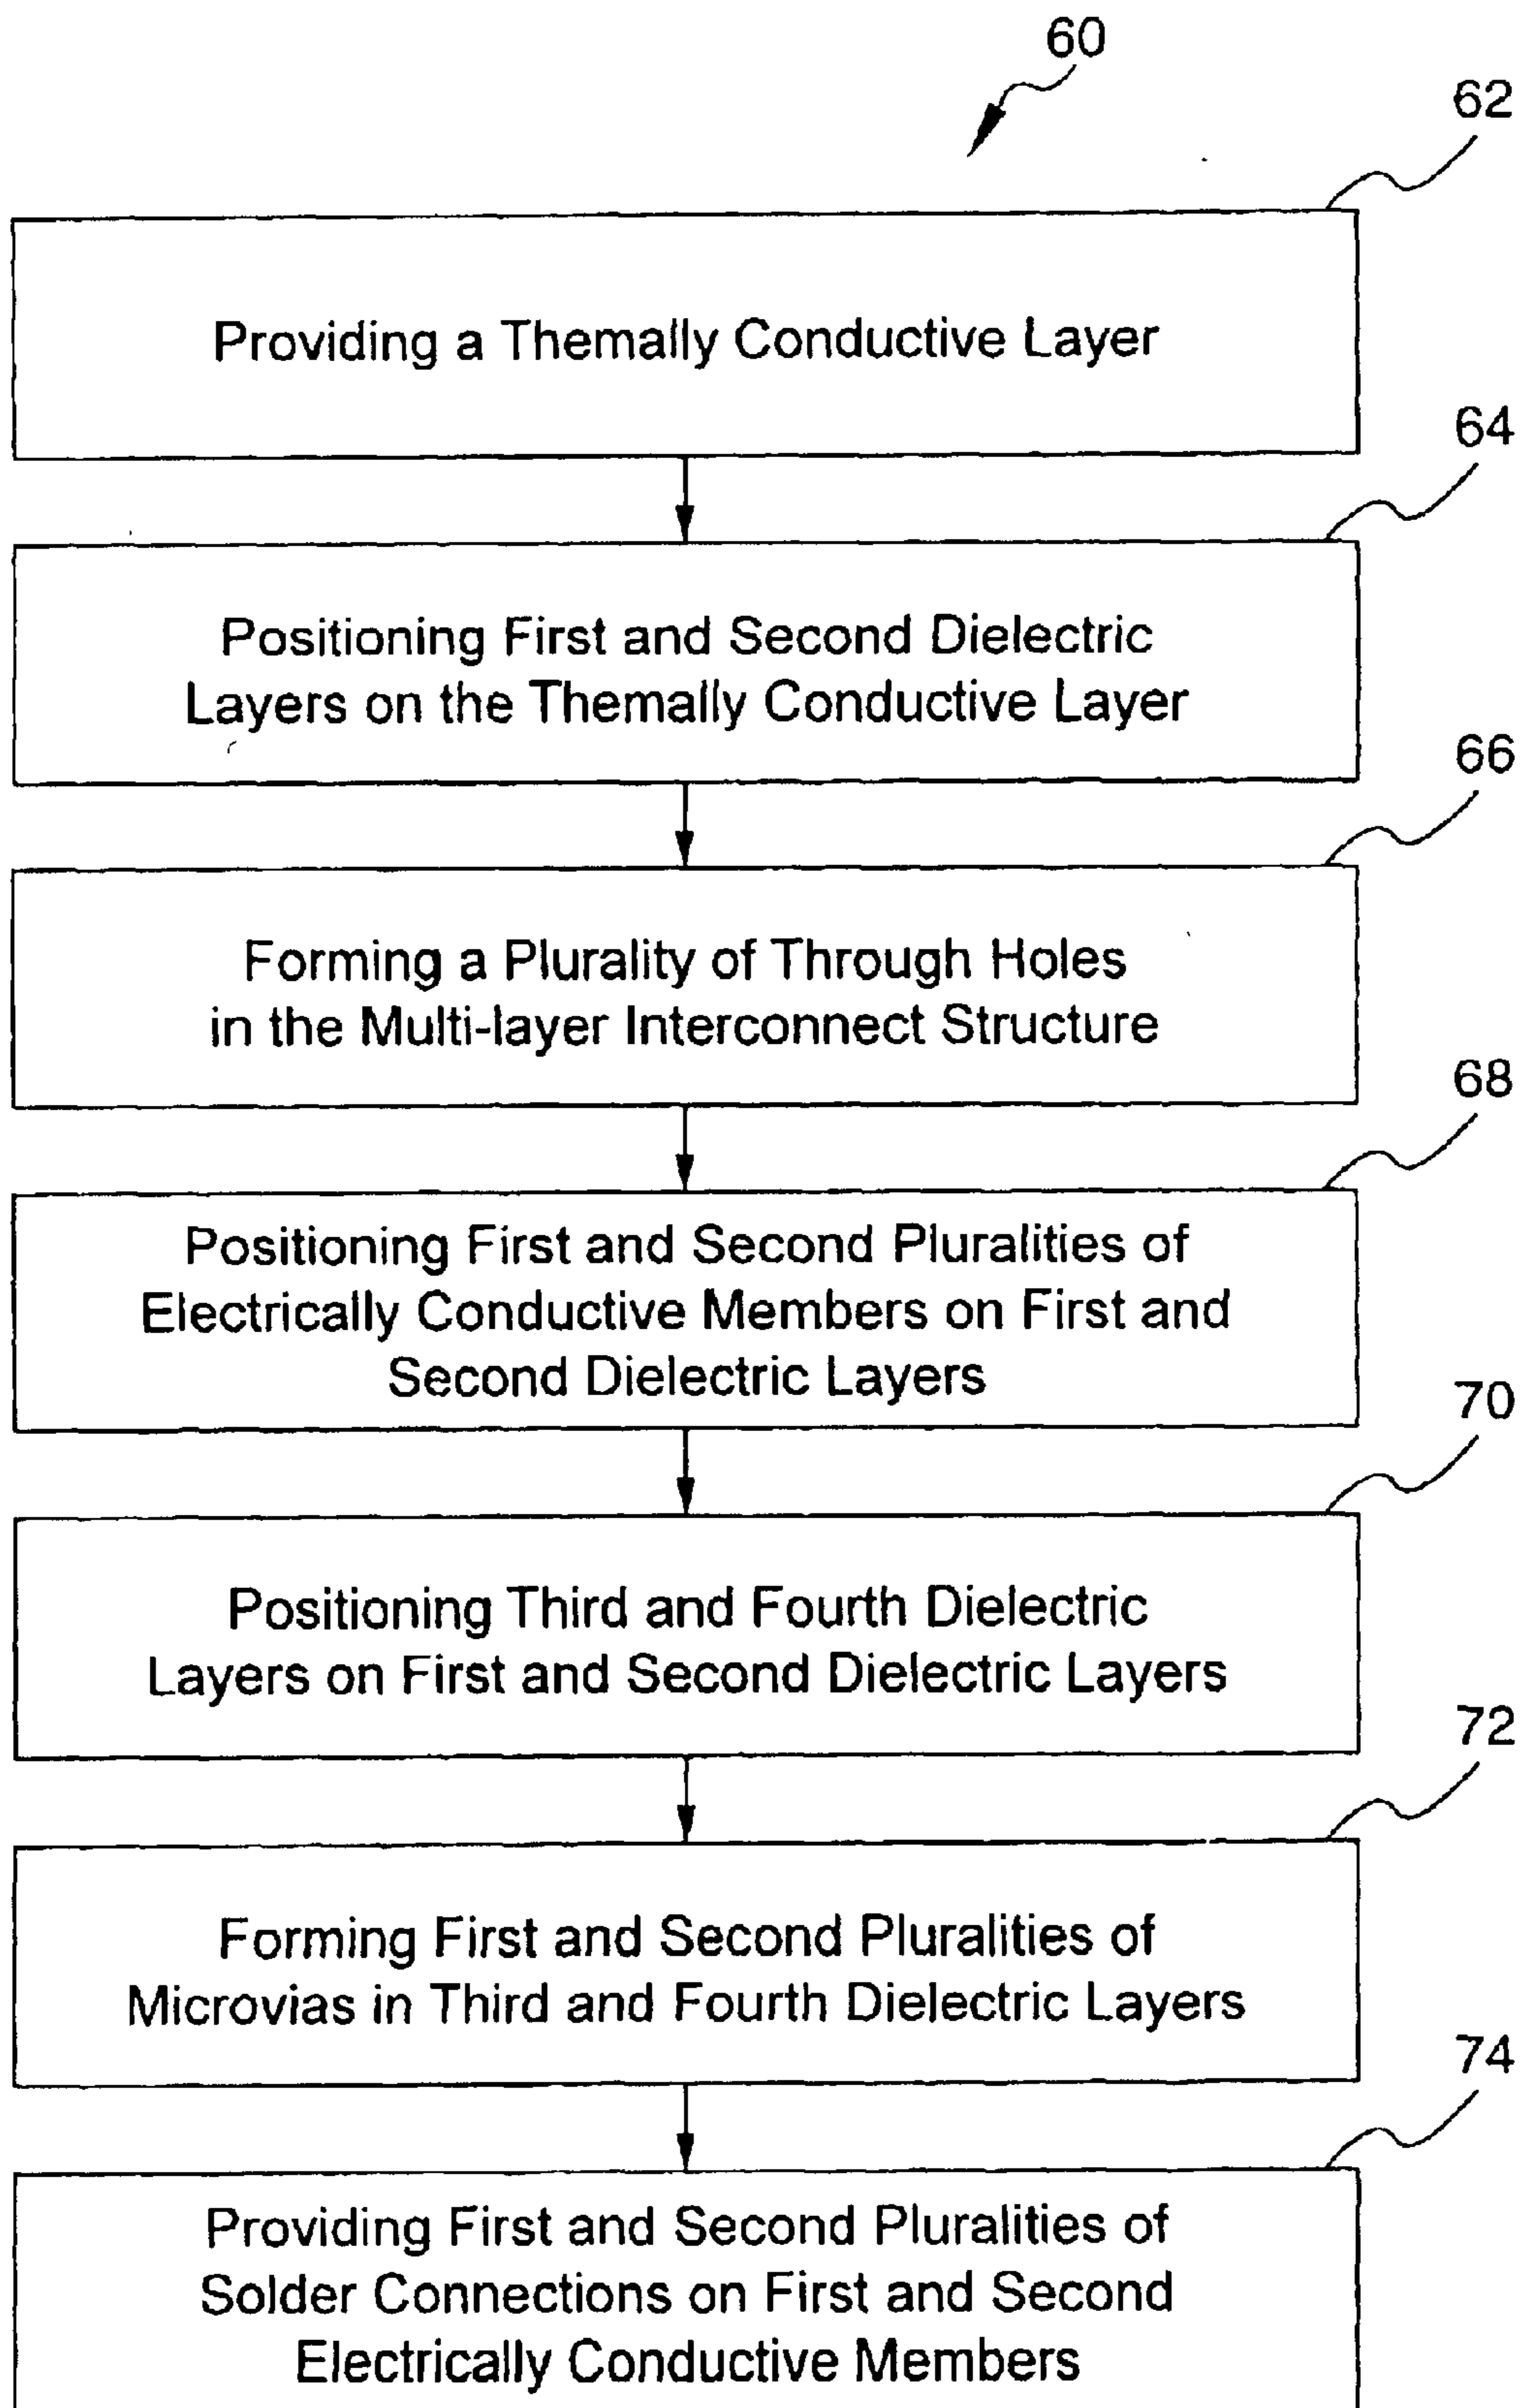 60
62
Providing a Themally Conductive Layer
64
Positioning First and Second Dielectric
Layers on the Themally Conductive Layer
66
Forming a Plurality of Through Holes
in the Multi-layer Interconnect Structure
68
Positioning First and Second Pluralities of
Electrically Conductive Members on First and
Second Dielectric Layers
70
Positioning Third and Fourth Dielectric
Layers on First and Second Dielectric Layers
72
Forming First and Second Pluralities of
Microvias in Third and Fourth Dielectric Layers
74
Providing First and Second Pluralities of
Solder Connections on First and Second
Electrically Conductive Members